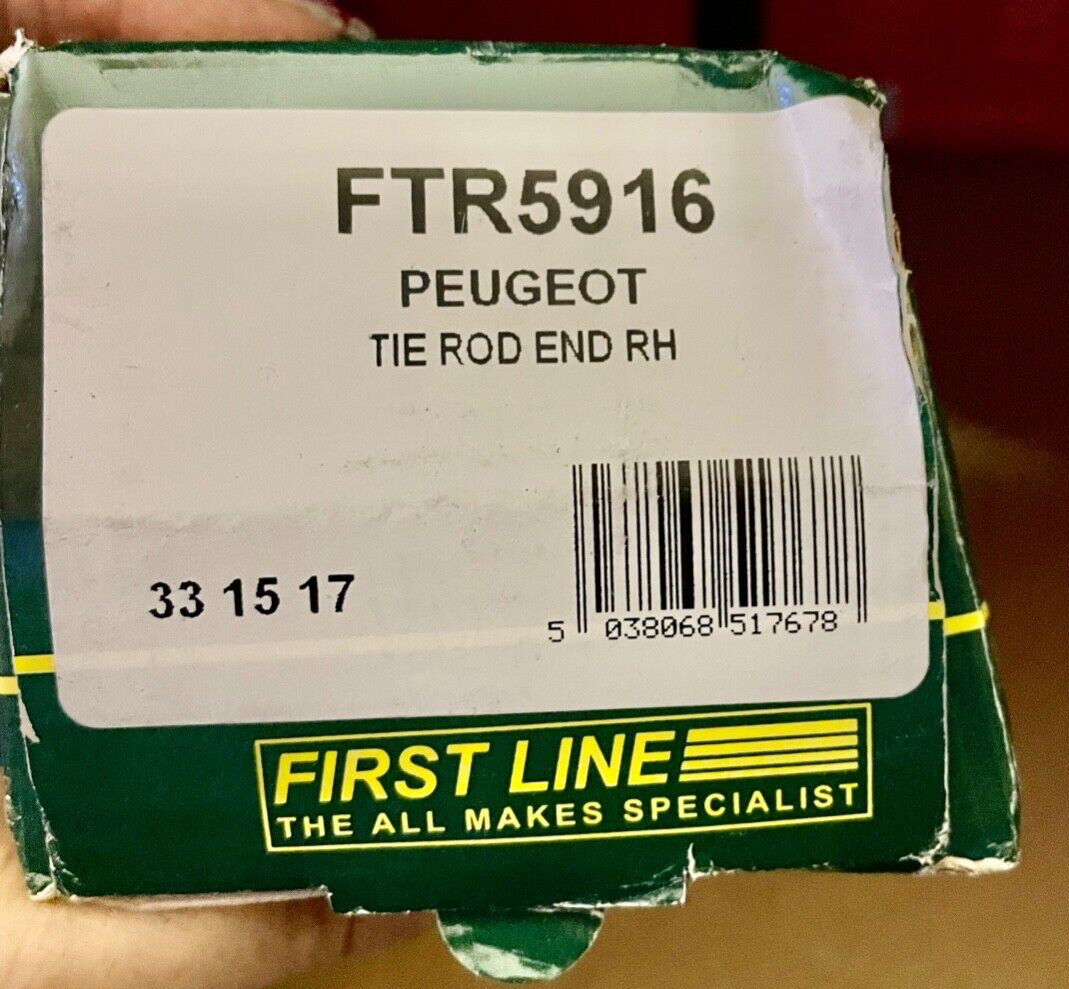 FTR5916
PEUGEOT
TIE ROD END RH
33 15 17
5 038068 517678
FIRST LINE
THE ALL MAKES SPECIALIST